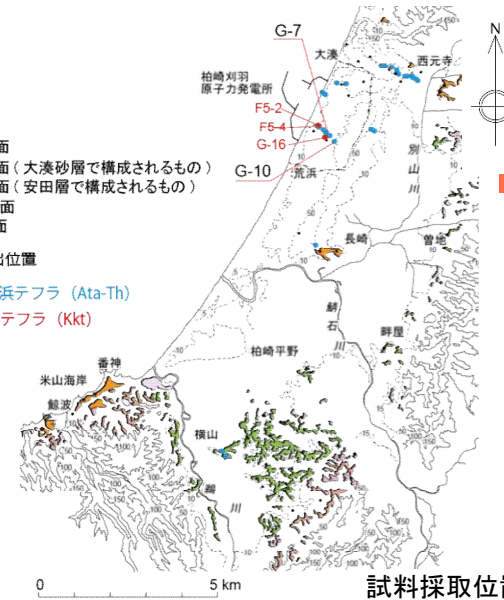 G-7
N
大湊
西元寺
柏崎刈羽
原子力発電所
F5-2
F5-4
G-16
G-10
荒浜
別山川
面
面(大湊砂層で構成されるもの)
面(安田層で構成されるもの)
面
面
出位置
浜テフラ (Ata-Th)
テフラ (Kkt)
長崎
曽地
鯖石川
柏崎平野
畔屋
番神
米山海岸
鯨波
横山
鵜川
0 5 km
試料採取位